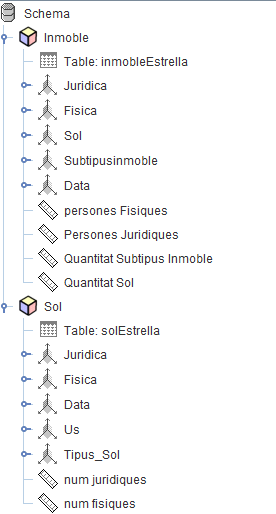 Schema
Inmoble
Table: inmobleEstrella
Juridica
Fisica
Sol
Subtipusinmoble
Data
persones Fisiques
Persones Juridiques
Quantitat Subtipus Inmoble
Quantitat Sol
Sol
Table: solEstrella
Juridica
Fisica
Data
Us
Tipus_Sol
num juridiques
num fisiques